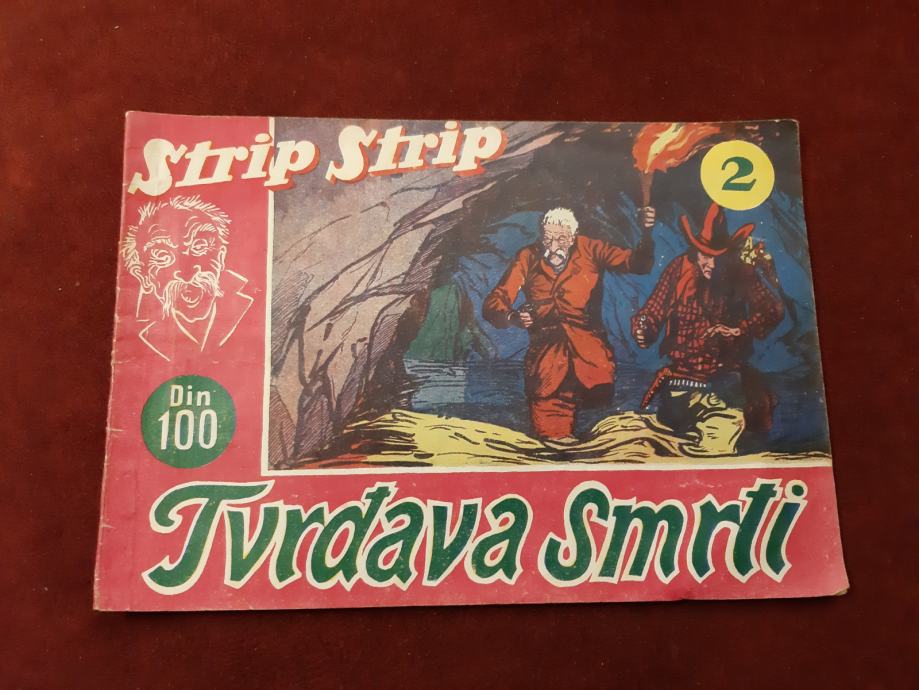 Strip Strip
2
Din
100
Tvrđava smrti